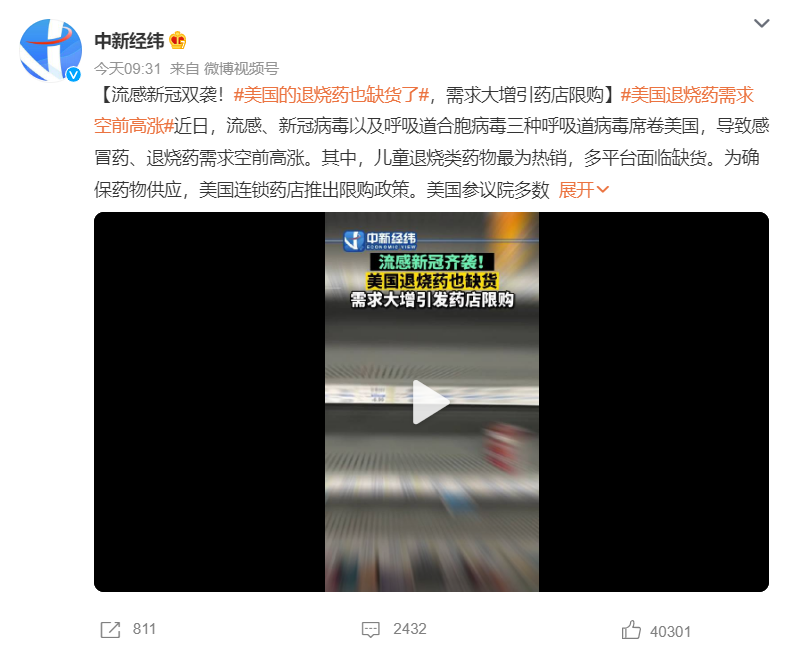 中新经纬
今天09:31 来自 微博视频号
【流感新冠双袭！#美国的退烧药也缺货了#，需求大增引药店限购】#美国退烧药需求
空前高涨#近日，流感、新冠病毒以及呼吸道合胞病毒三种呼吸道病毒席卷美国，导致感
冒药、退烧药需求空前高涨。其中，儿童退烧类药物最为热销，多平台面临缺货。为确
保药物供应，美国连锁药店推出限购政策。美国参议院多数 展开
中新经纬
ECONOMIC VIEW
流感新冠齐袭！
美国退烧药也缺货
需求大增引发药店限购
811
2432
40301